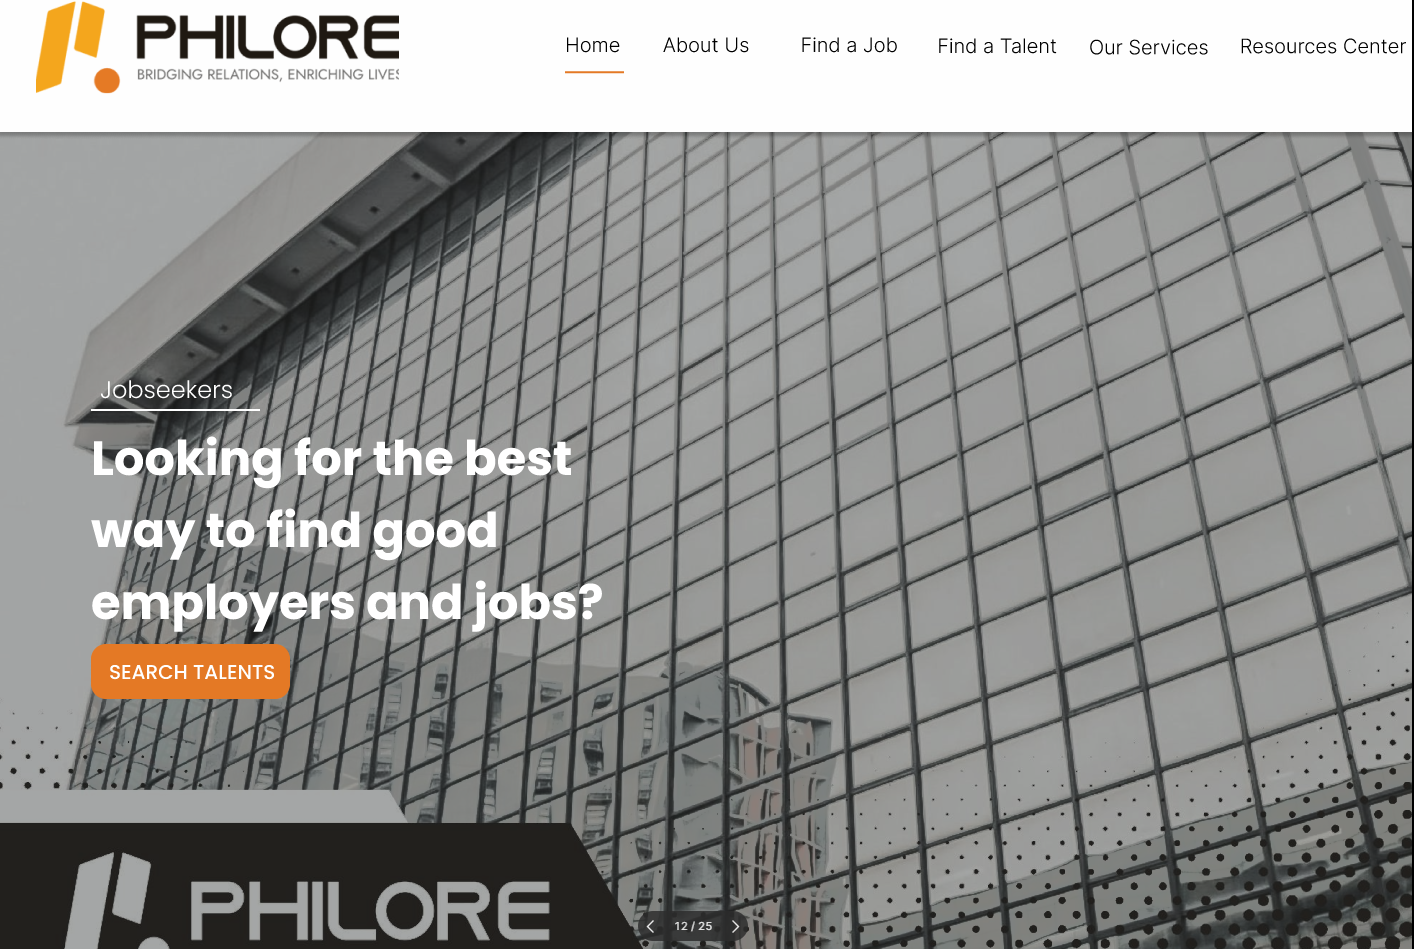 PHILORE
BRIDGING RELATIONS, ENRICHING LIVES
Home
About Us
Find a Job
Find a Talent
Our Services
Resources Center
Jobseekers
Looking for the best
way to find good
employers and jobs?
SEARCH TALENTS
PHILORE
12 / 25